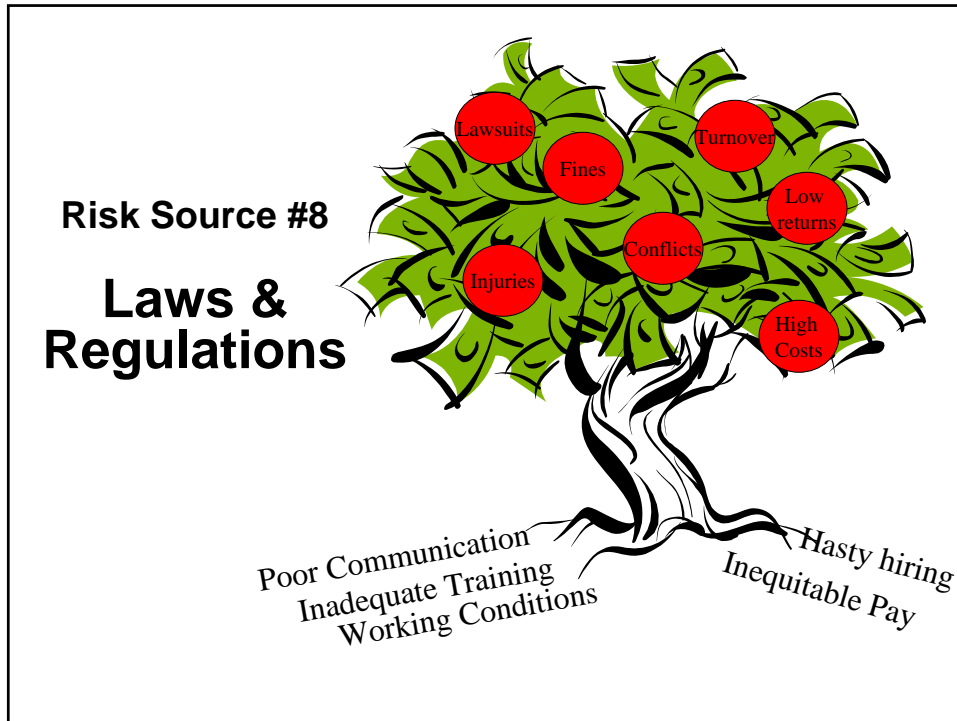 Risk Source #8
Laws &
Regulations
Lawsuits
Fines
Turnover
Low
returns
Conflicts
Injuries
High
Costs
Poor Communication
Inadequate Training
Working Conditions
Hasty hiring
Inequitable Pay